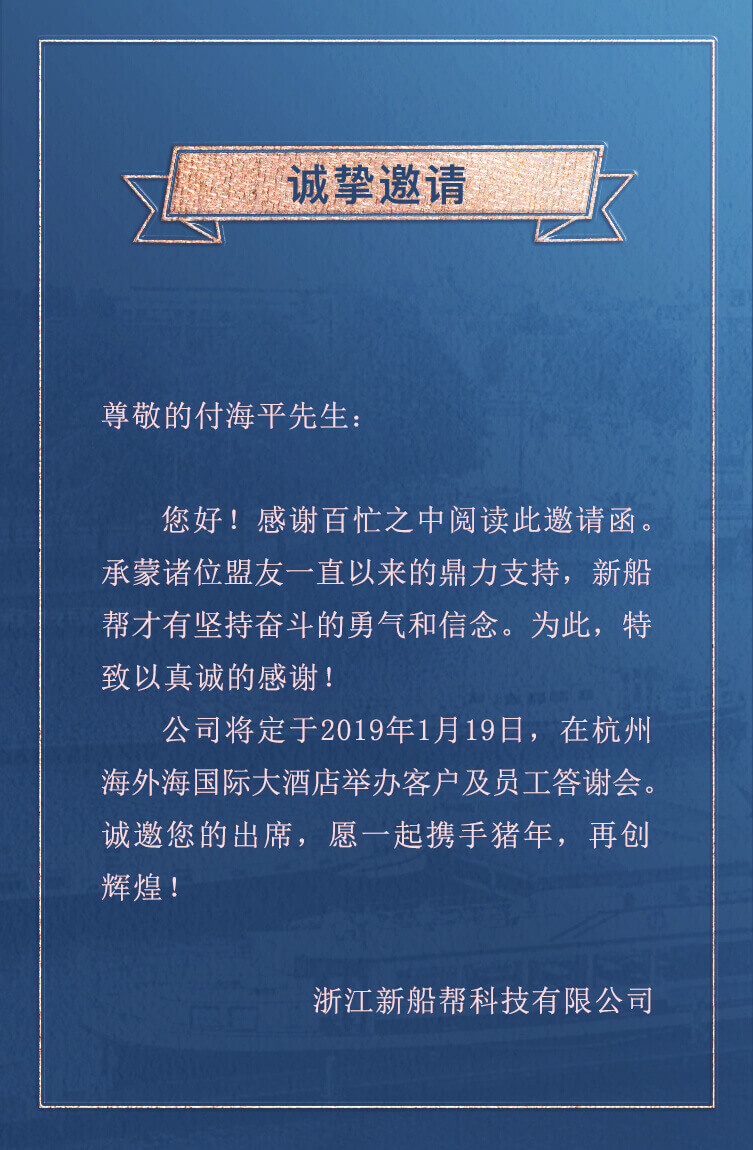 诚挚邀请
尊敬的付海平先生：
您好！感谢百忙之中阅读此邀请函。
承蒙诸位盟友一直以来的鼎力支持，新船
帮才有坚持奋斗的勇气和信念。为此，特
致以真诚的感谢！
公司将定于2019年1月19日，在杭州
海外海国际大酒店举办客户及员工答谢会。
诚邀您的出席，愿一起携手猪年，再创
辉煌！
浙江新船帮科技有限公司